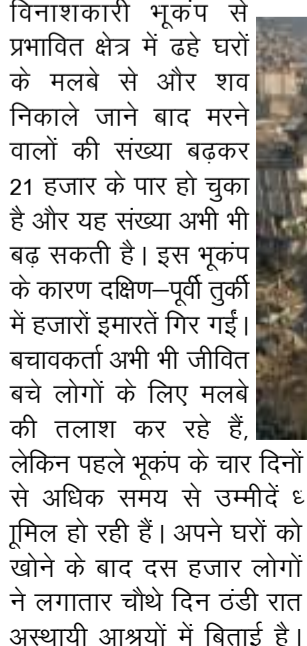 विनाशकारी भूकंप से
प्रभावित क्षेत्र में ढहे घरों
के मलबे से और शव
निकाले जाने बाद मरने
वालों की संख्या बढ़कर
21 हजार के पार हो चुका
है और यह संख्या अभी भी
बढ़ सकती है। इस भूकंप
के कारण दक्षिण–पूर्वी तुर्की
में हजारों इमारतें गिर गईं।
बचावकर्ता अभी भी जीवित
बचे लोगों के लिए मलबे
की तलाश कर रहे हैं,
लेकिन पहले भूकंप के चार दिनों
से अधिक समय से उम्मीदें ध
ूमिल हो रही हैं। अपने घरों को
खोने के बाद दस हजार लोगों
ने लगातार चौथे दिन ठंडी रात
अस्थायी आश्रयों में बिताई है।